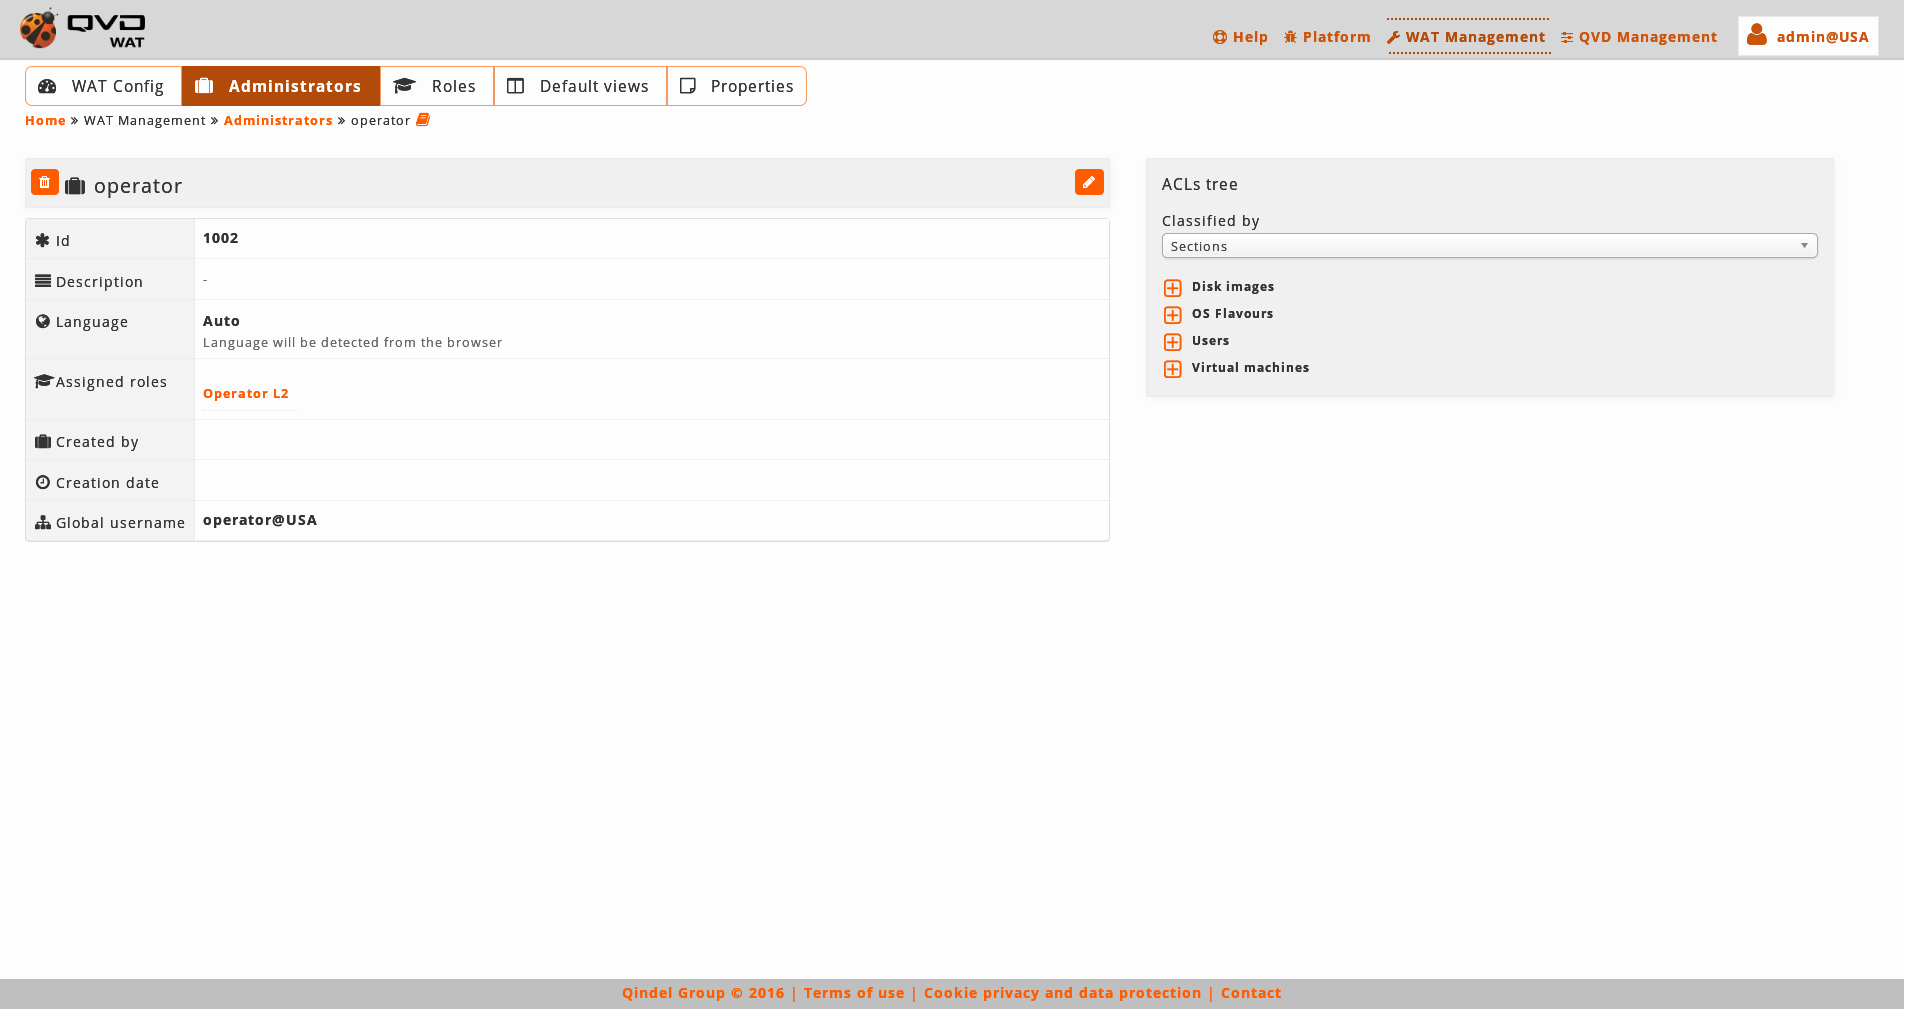 QVD
WAT
Help Platform WAT Management QVD Management admin@USA
WAT Config Administrators Roles Default views Properties
Home » WAT Management » Administrators » operator
operator
Id 1002
Description -
Language Auto
Language will be detected from the browser
Assigned roles Operator L2
Created by
Creation date
Global username operator@USA
ACLs tree
Classified by
Sections
Disk images
OS Flavours
Users
Virtual machines
Qindel Group © 2016 | Terms of use | Cookie privacy and data protection | Contact